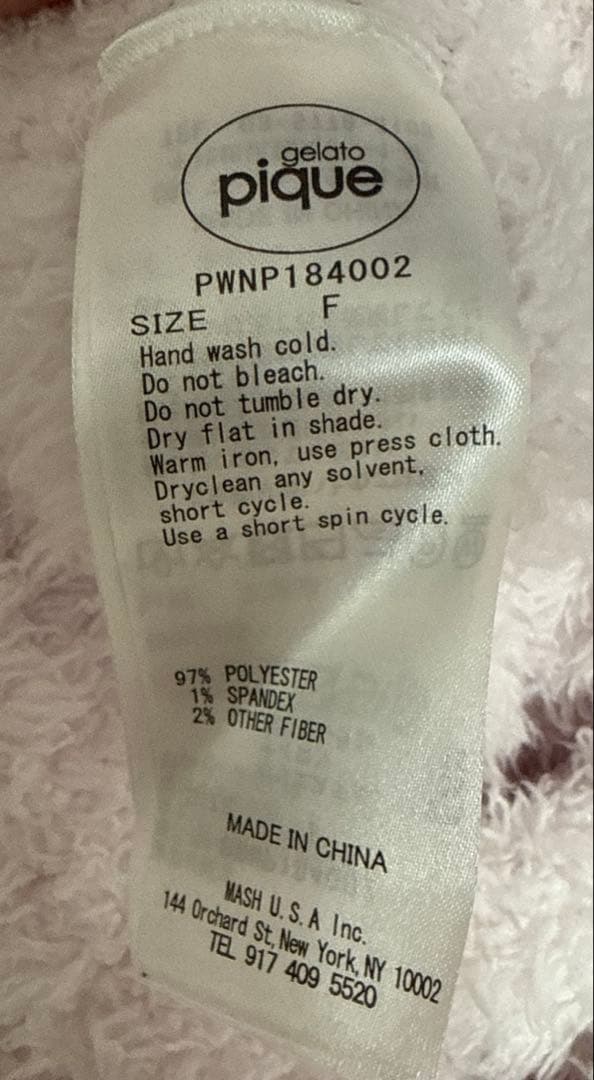 gelato
pique
PWNP184002
SIZE F
Hand wash cold.
Do not bleach.
Do not tumble dry.
Dry flat in shade.
Warm iron, use press cloth.
Dryclean any solvent,
short cycle.
Use a short spin cycle.
97% POLYESTER
1% SPANDEX
2% OTHER FIBER
MADE IN CHINA
MASH U.S.A Inc.
144 Orchard St, New York, NY 10002
TEL 917 409 5520